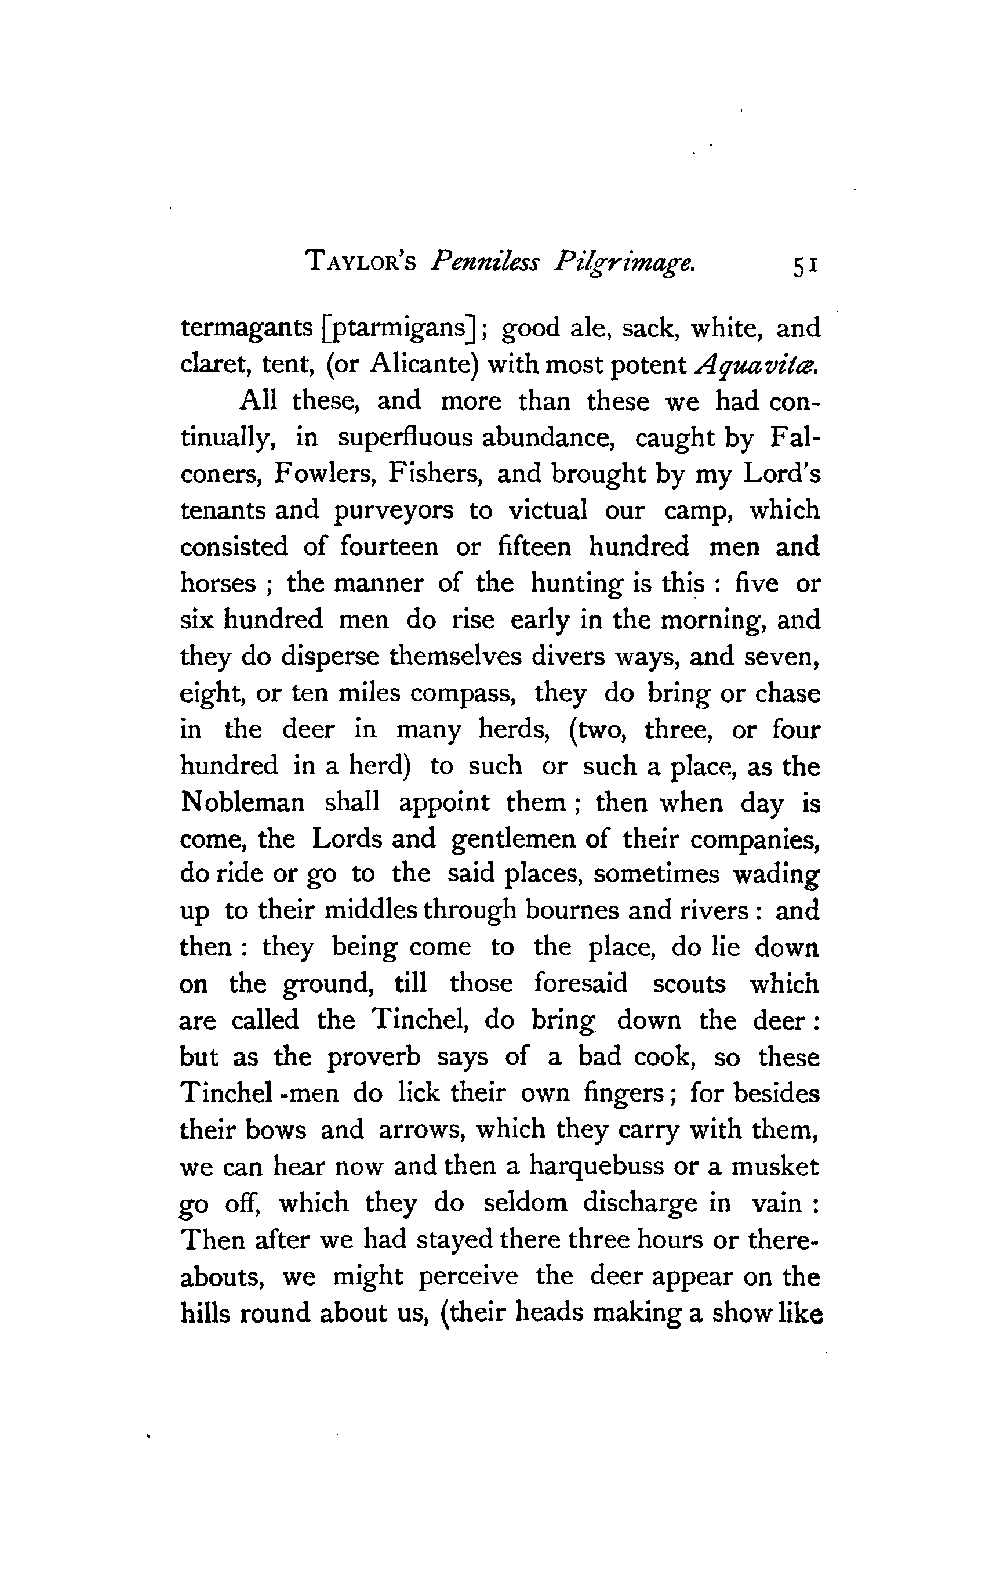 TAYLOR'S Penniless Pilgrimage. 51
termagants [ptarmigans]; good ale, sack, white, and
claret, tent, (or Alicante) with most potent Aquavitæ.
All these, and more than these we had con-
tinually, in superfluous abundance, caught by Fal-
coners, Fowlers, Fishers, and brought by my Lord's
tenants and purveyors to victual our camp, which
consisted of fourteen or fifteen hundred men and
horses ; the manner of the hunting is this : five or
six hundred men do rise early in the morning, and
they do disperse themselves divers ways, and seven,
eight, or ten miles compass, they do bring or chase
in the deer in many herds, (two, three, or four
hundred in a herd) to such or such a place, as the
Nobleman shall appoint them ; then when day is
come, the Lords and gentlemen of their companies,
do ride or go to the said places, sometimes wading
up to their middles through bournes and rivers : and
then : they being come to the place, do lie down
on the ground, till those foresaid scouts which
are called the Tinchel, do bring down the deer :
but as the proverb says of a bad cook, so these
Tinchel-men do lick their own fingers ; for besides
their bows and arrows, which they carry with them,
we can hear now and then a harquebuss or a musket
go off, which they do seldom discharge in vain :
Then after we had stayed there three hours or there-
abouts, we might perceive the deer appear on the
hills round about us, (their heads making a show like